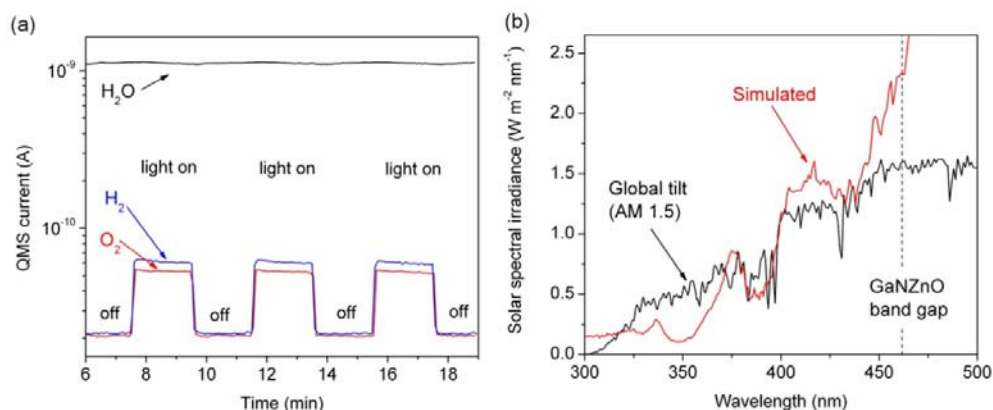 (a)
10⁻⁹
H₂O
light on light on light on
QMS current (A)
10⁻¹⁰
H₂
O₂
off off off off
6 8 10 12 14 16 18
Time (min)
(b)
2.5
2.0
1.5
1.0
0.5
0.0
Solar spectral irradiance (W m⁻² nm⁻¹)
Simulated
Global tilt
(AM 1.5)
GaNZnO
band gap
300 350 400 450 500
Wavelength (nm)